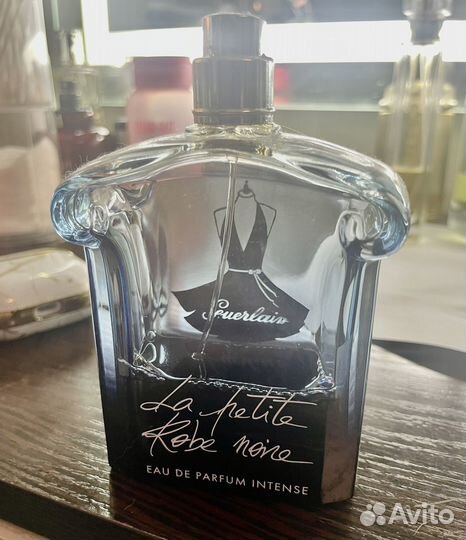 Guerlain
La petite
Robe noire
EAU DE PARFUM INTENSE
Avito